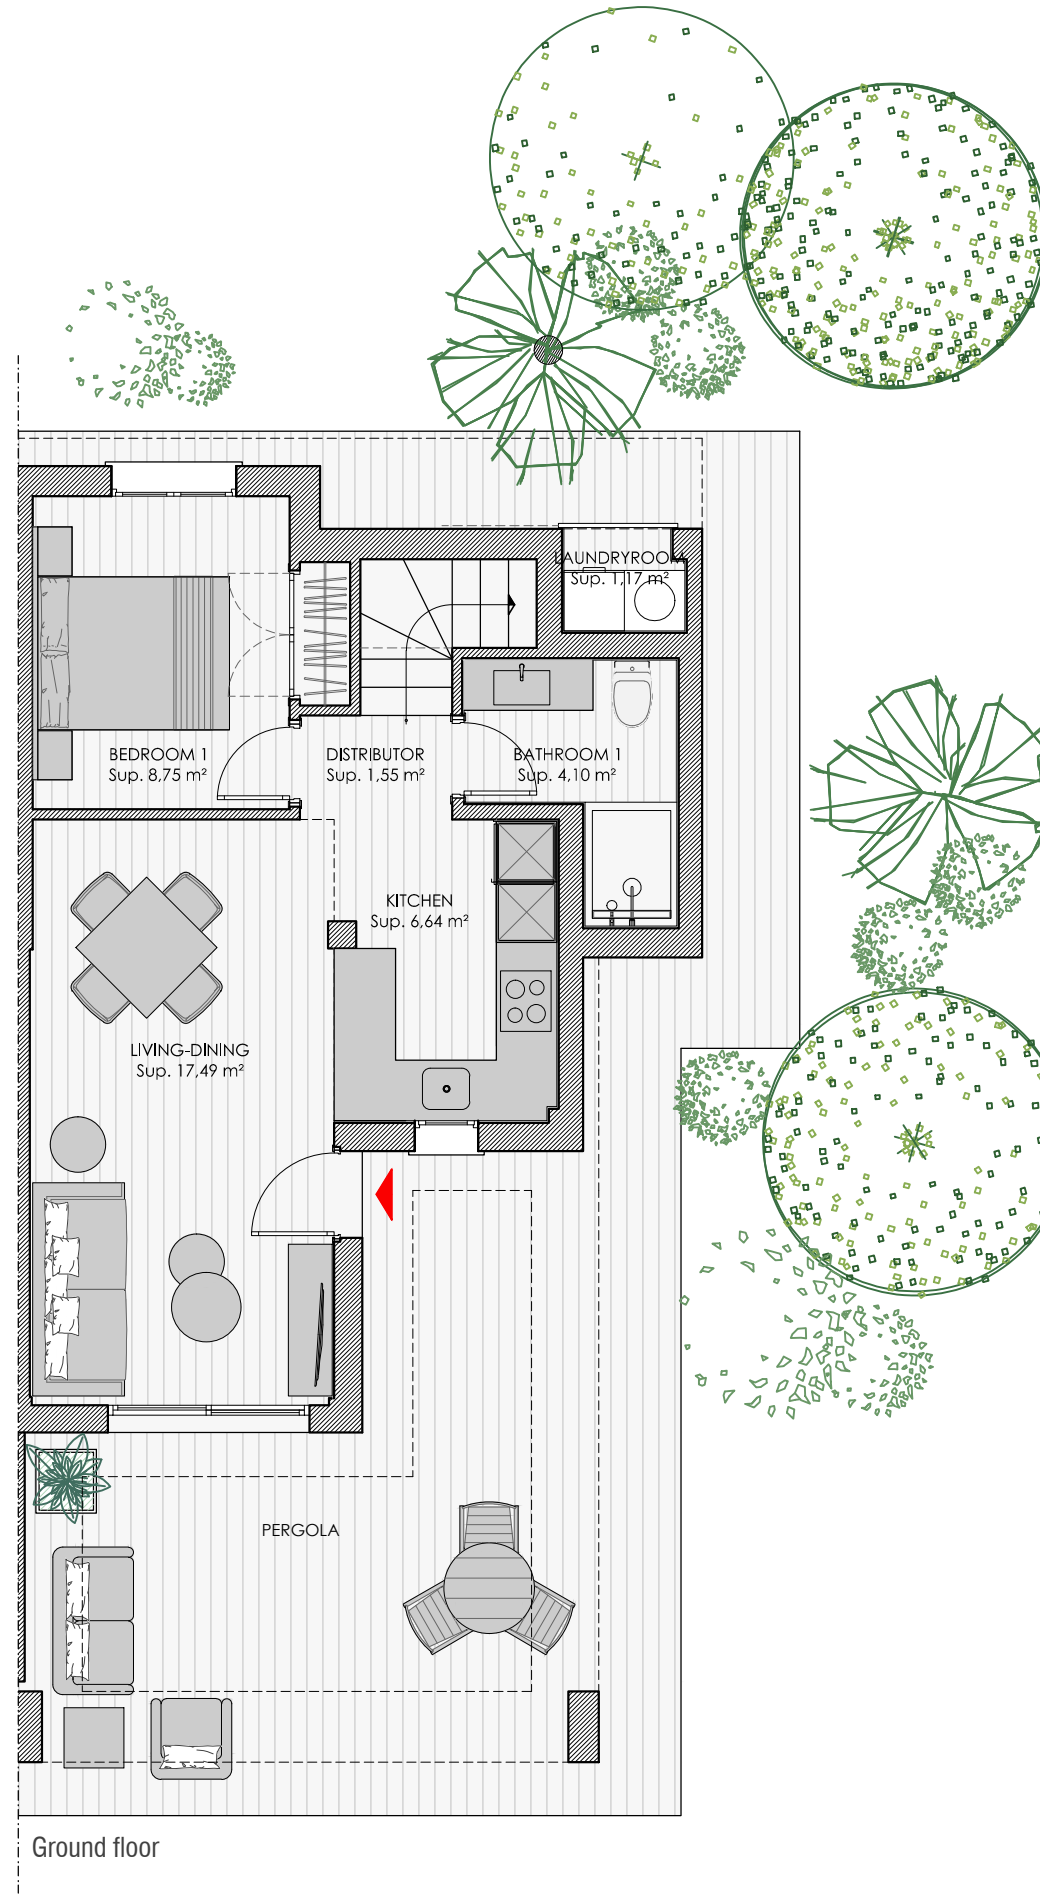 LAUNDRYROOM
Sup. 1,17 m²
BEDROOM 1
Sup. 8,75 m²
DISTRIBUTOR
Sup. 1,55 m²
BATHROOM 1
Sup. 4,10 m²
KITCHEN
Sup. 6,64 m²
LIVING-DINING
Sup. 17,49 m²
PERGOLA
Ground floor